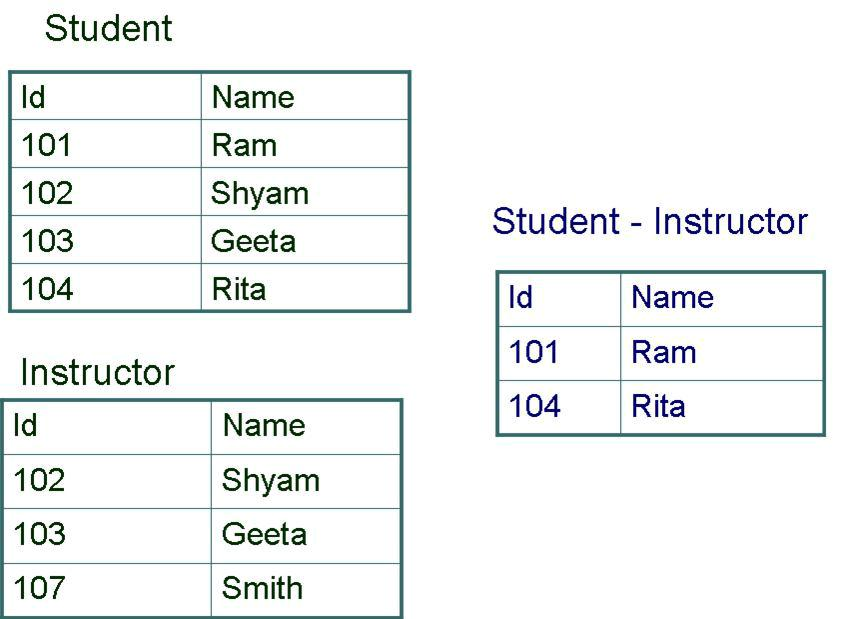 Student
Id Name
101 Ram
102 Shyam
103 Geeta
104 Rita
Instructor
Id Name
102 Shyam
103 Geeta
107 Smith
Student - Instructor
Id Name
101 Ram
104 Rita